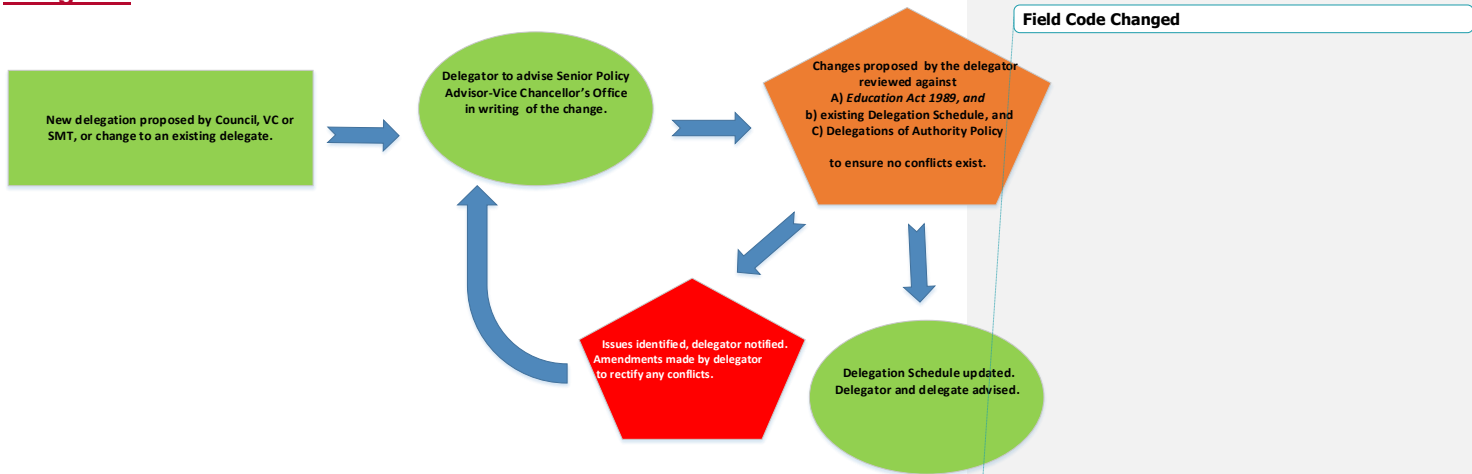 Field Code Changed
New delegation proposed by Council, VC or
SMT, or change to an existing delegate.
Delegator to advise Senior Policy
Advisor-Vice Chancellor's Office
in writing of the change.
Changes proposed by the delegator
reviewed against
A) Education Act 1989, and
b) existing Delegation Schedule, and
C) Delegations of Authority Policy
to ensure no conflicts exist.
Issues identified, delegator notified.
Amendments made by delegator
to rectify any conflicts.
Delegation Schedule updated.
Delegator and delegate advised.